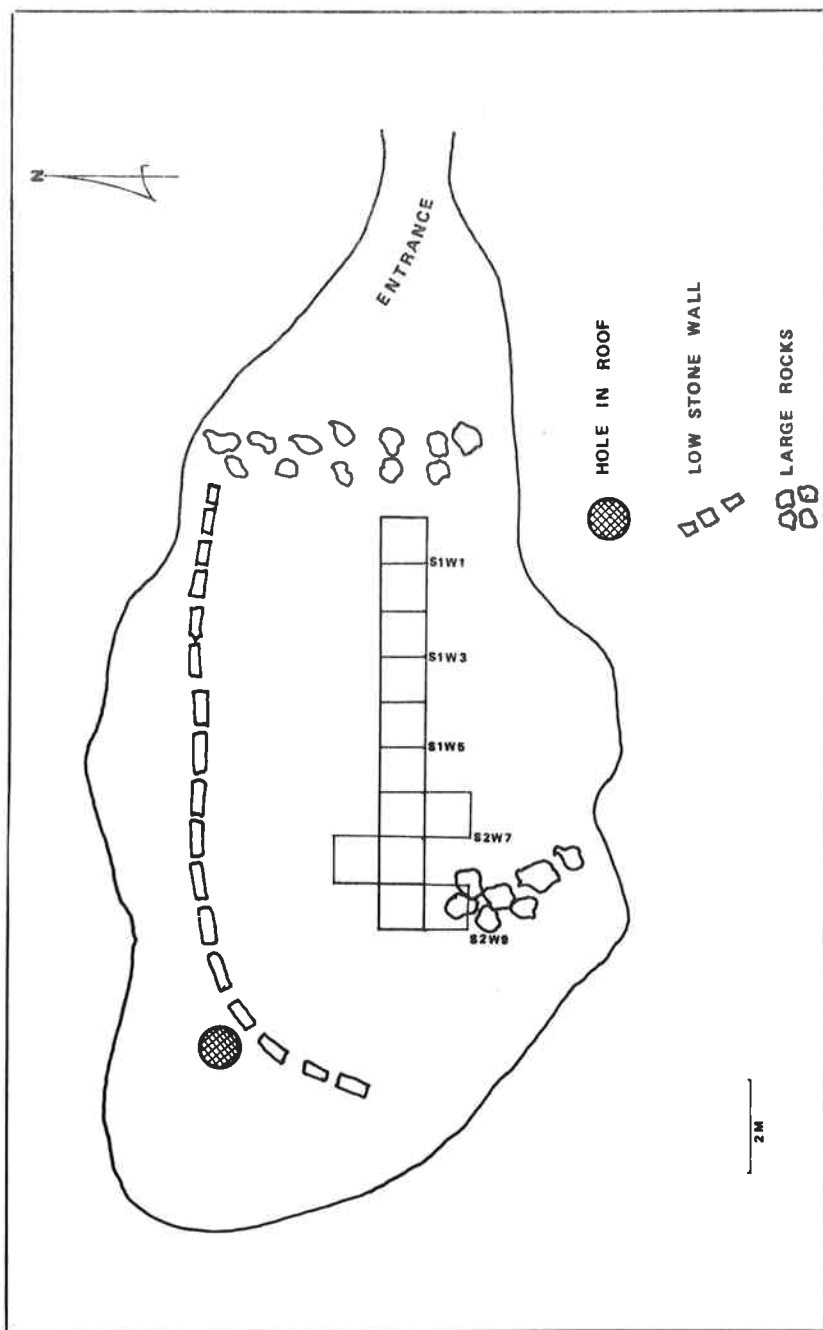 N
ENTRANCE
S1W1
S1W3
S1W5
S2W7
S2W9
HOLE IN ROOF
LOW STONE WALL
LARGE ROCKS
2M